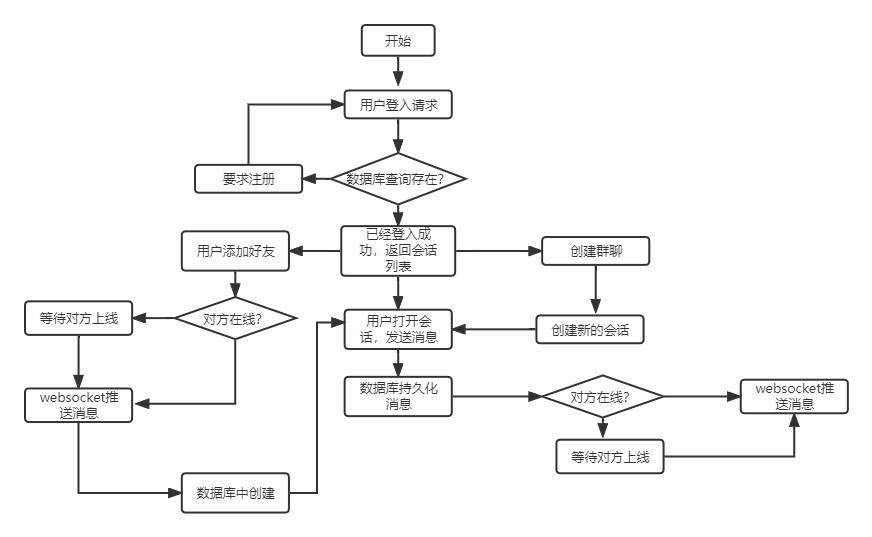 开始
用户登入请求
要求注册
数据库查询存在？
已经登入成
功，返回会话
列表
用户添加好友
创建群聊
等待对方上线
对方在线？
用户打开会
话，发送消息
创建新的会话
websocket推
送消息
数据库持久化
消息
对方在线？
websocket推
送消息
等待对方上线
数据库中创建